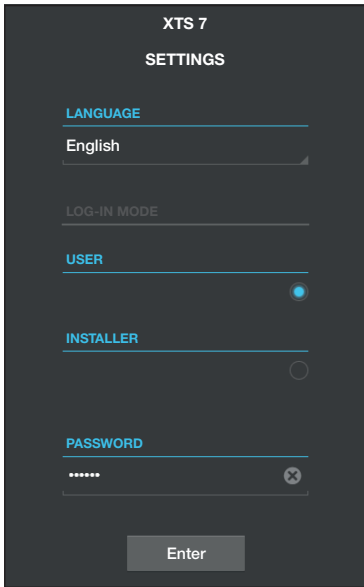 XTS 7
SETTINGS
LANGUAGE
English
LOG-IN MODE
USER
INSTALLER
PASSWORD
••••••
Enter